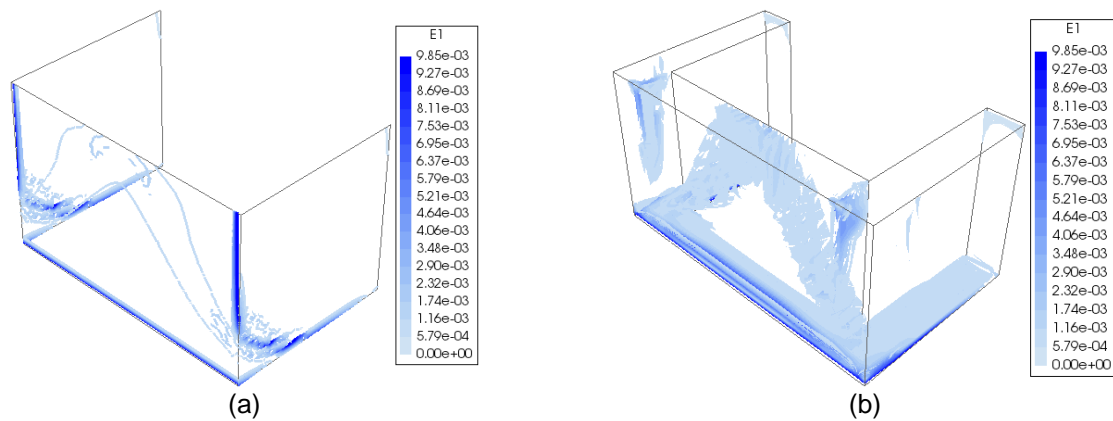 E1
9.85e-03
9.27e-03
8.69e-03
8.11e-03
7.53e-03
6.95e-03
6.37e-03
5.79e-03
5.21e-03
4.64e-03
4.06e-03
3.48e-03
2.90e-03
2.32e-03
1.74e-03
1.16e-03
5.79e-04
0.00e+00
(a)
E1
9.85e-03
9.27e-03
8.69e-03
8.11e-03
7.53e-03
6.95e-03
6.37e-03
5.79e-03
5.21e-03
4.64e-03
4.06e-03
3.48e-03
2.90e-03
2.32e-03
1.74e-03
1.16e-03
5.79e-04
0.00e+00
(b)